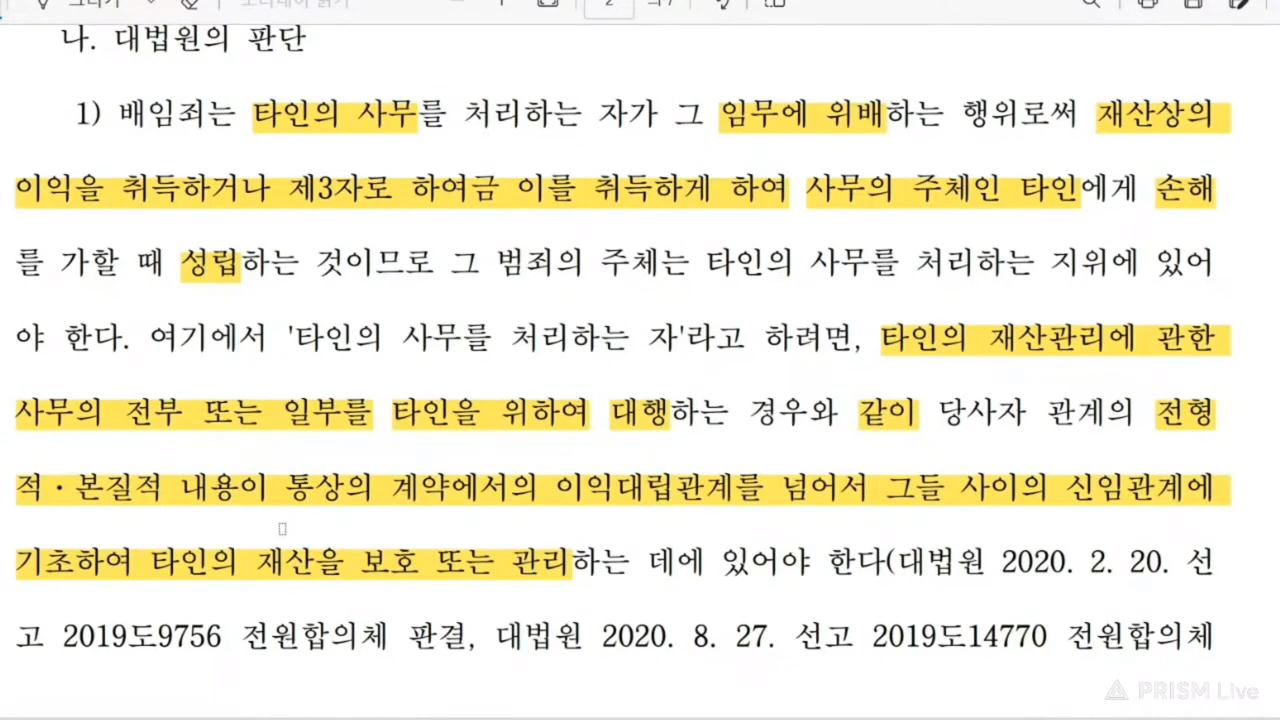 나. 대법원의 판단
1) 배임죄는 타인의 사무를 처리하는 자가 그 임무에 위배하는 행위로써 재산상의
이익을 취득하거나 제3자로 하여금 이를 취득하게 하여 사무의 주체인 타인에게 손해
를 가할 때 성립하는 것이므로 그 범죄의 주체는 타인의 사무를 처리하는 지위에 있어
야 한다. 여기에서 '타인의 사무를 처리하는 자'라고 하려면, 타인의 재산관리에 관한
사무의 전부 또는 일부를 타인을 위하여 대행하는 경우와 같이 당사자 관계의 전형
적·본질적 내용이 통상의 계약에서의 이익대립관계를 넘어서 그들 사이의 신임관계에
기초하여 타인의 재산을 보호 또는 관리하는 데에 있어야 한다(대법원 2020. 2. 20. 선
고 2019도9756 전원합의체 판결, 대법원 2020. 8. 27. 선고 2019도14770 전원합의체
PRISM Live